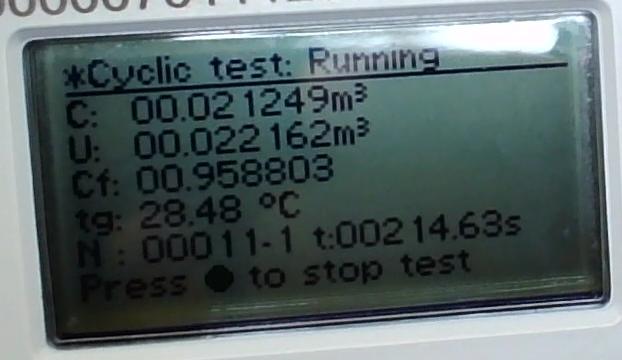 *Cyclic test: Running
C: 00.021249m³
U: 00.022162m³
Cf: 00.958803
tg: 28.48 °C
N : 00011-1 t:00214.63s
Press ● to stop test